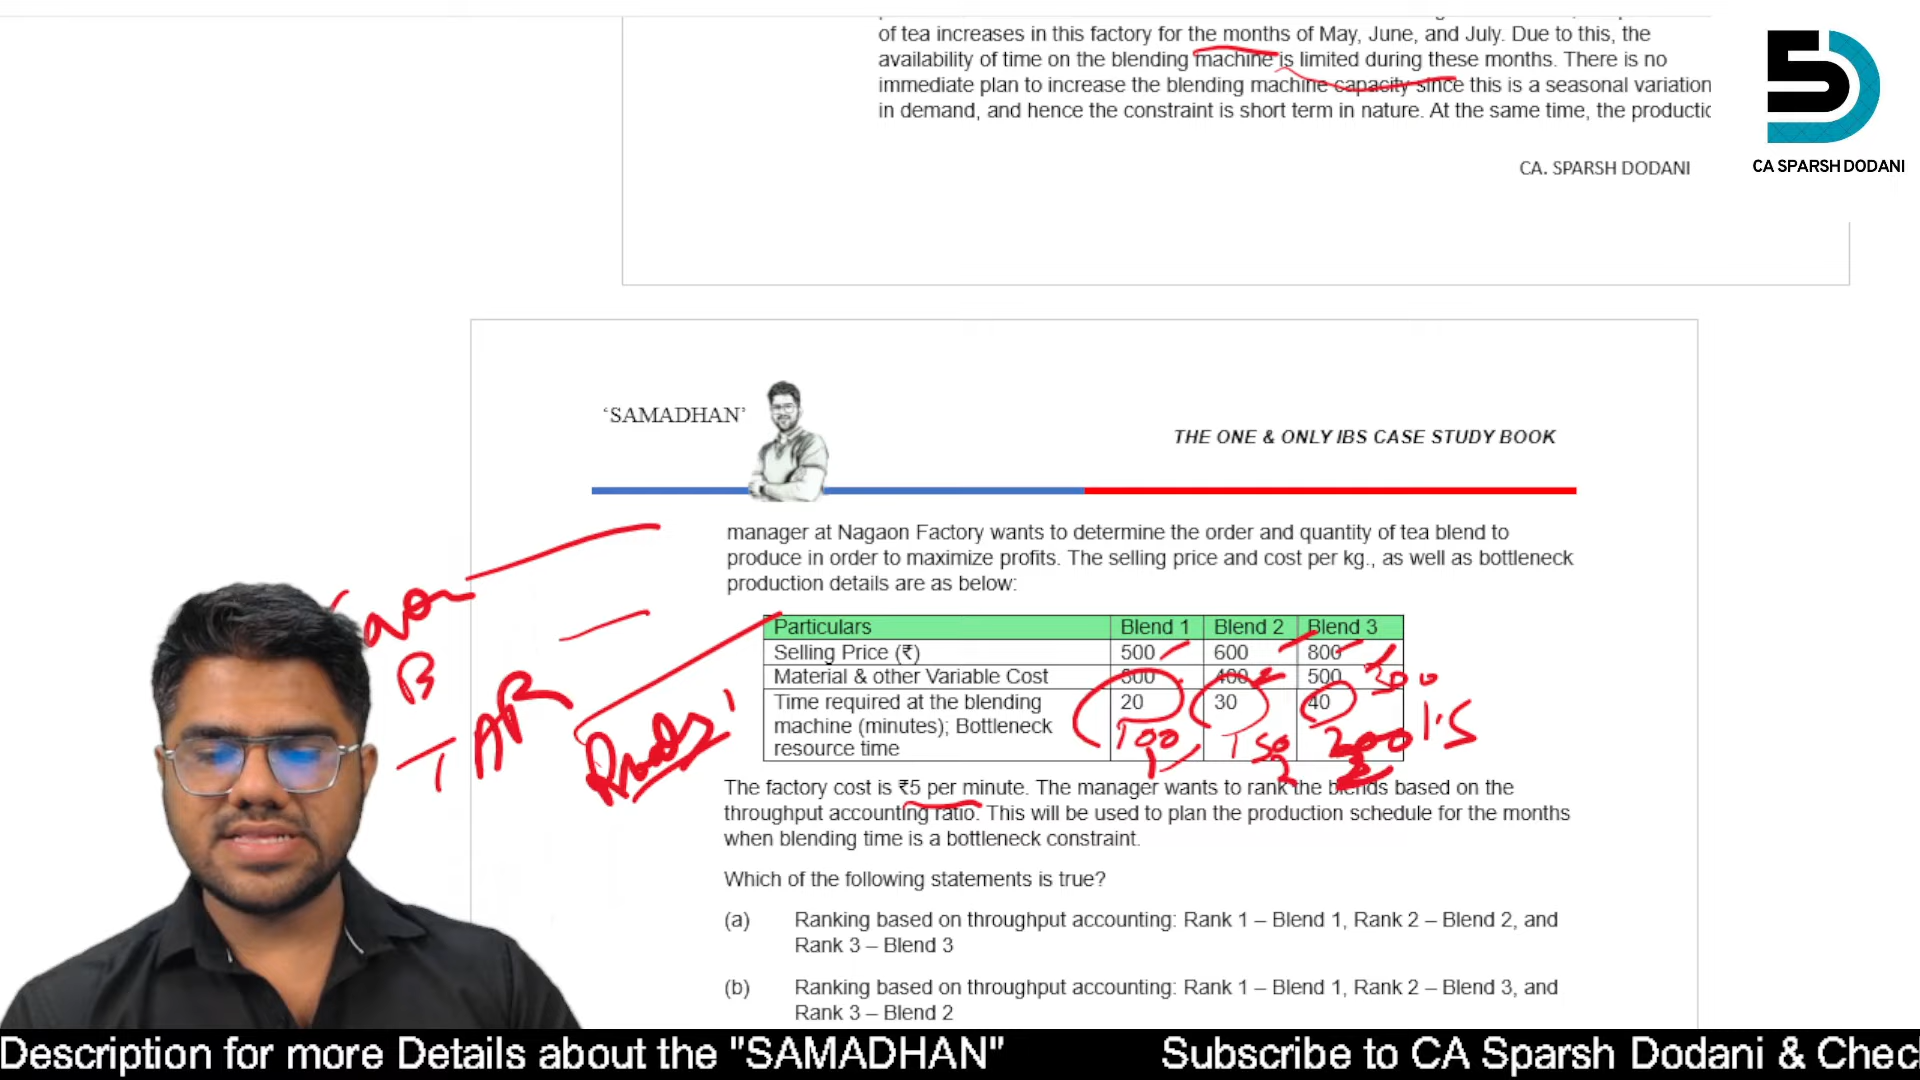 of tea increases in this factory for the months of May, June, and July. Due to this, the
availability of time on the blending machine is limited during these months. There is no
immediate plan to increase the blending machine capacity since this is a seasonal variation
in demand, and hence the constraint is short term in nature. At the same time, the
CA. SPARSH DODANI
CA SPARSH DODANI
‘SAMADHAN’
THE ONE & ONLY IBS CASE STUDY BOOK
manager at Nagaon Factory wants to determine the order and quantity of tea blend to
produce in order to maximize profits. The selling price and cost per kg., as well as bottleneck
production details are as below:
Particulars Blend 1 Blend 2 Blend 3
Selling Price (₹) 500 600 800
Material & other Variable Cost 300 400 500
300
Time required at the blending 20 30 40
machine (minutes); Bottleneck
resource time
100 150 200 1.5
1 2 2
B
TAR
The factory cost is ₹5 per minute. The manager wants to rank the blends based on the
throughput accounting ratio. This will be used to plan the production schedule for the months
when blending time is a bottleneck constraint.
Which of the following statements is true?
(a) Ranking based on throughput accounting: Rank 1 – Blend 1, Rank 2 – Blend 2, and
Rank 3 – Blend 3
(b) Ranking based on throughput accounting: Rank 1 – Blend 1, Rank 2 – Blend 3, and
Rank 3 – Blend 2
Description for more Details about the "SAMADHAN" Subscribe to CA Sparsh Dodani &